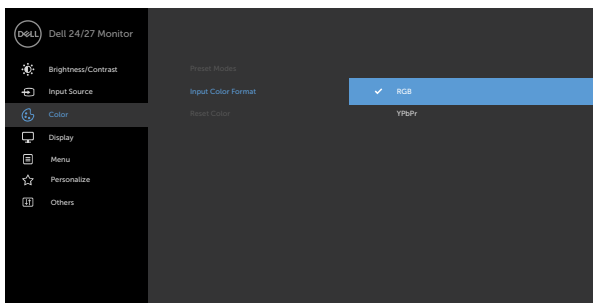 DELL Dell 24/27 Monitor
Brightness/Contrast
Preset Modes
Input Source
Input Color Format
RGB
Color
Reset Color
YPbPr
Display
Menu
Personalize
Others